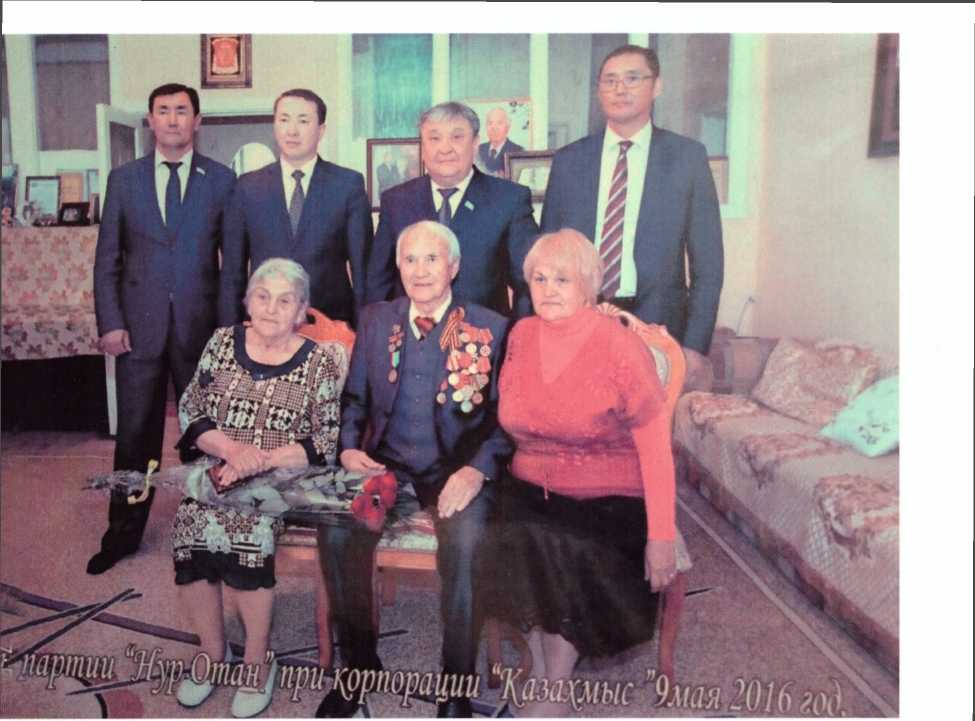 партии "Нур-Отан" при корпорации "Казахмыс "9мая 2016 год.